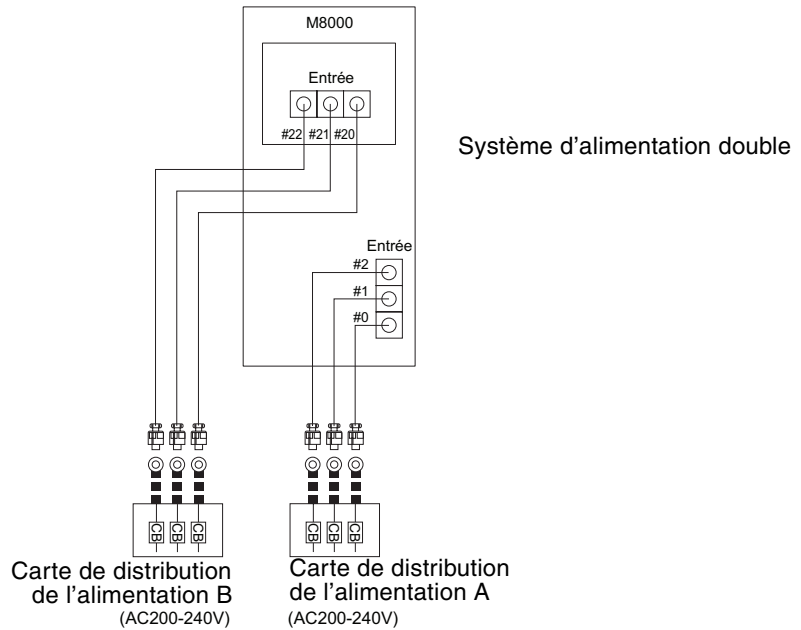 M8000
Entrée
#22 #21 #20
Système d’alimentation double
Entrée
#2
#1
#0
CB CB CB
CB CB CB
Carte de distribution
de l’alimentation B
(AC200-240V)
Carte de distribution
de l’alimentation A
(AC200-240V)